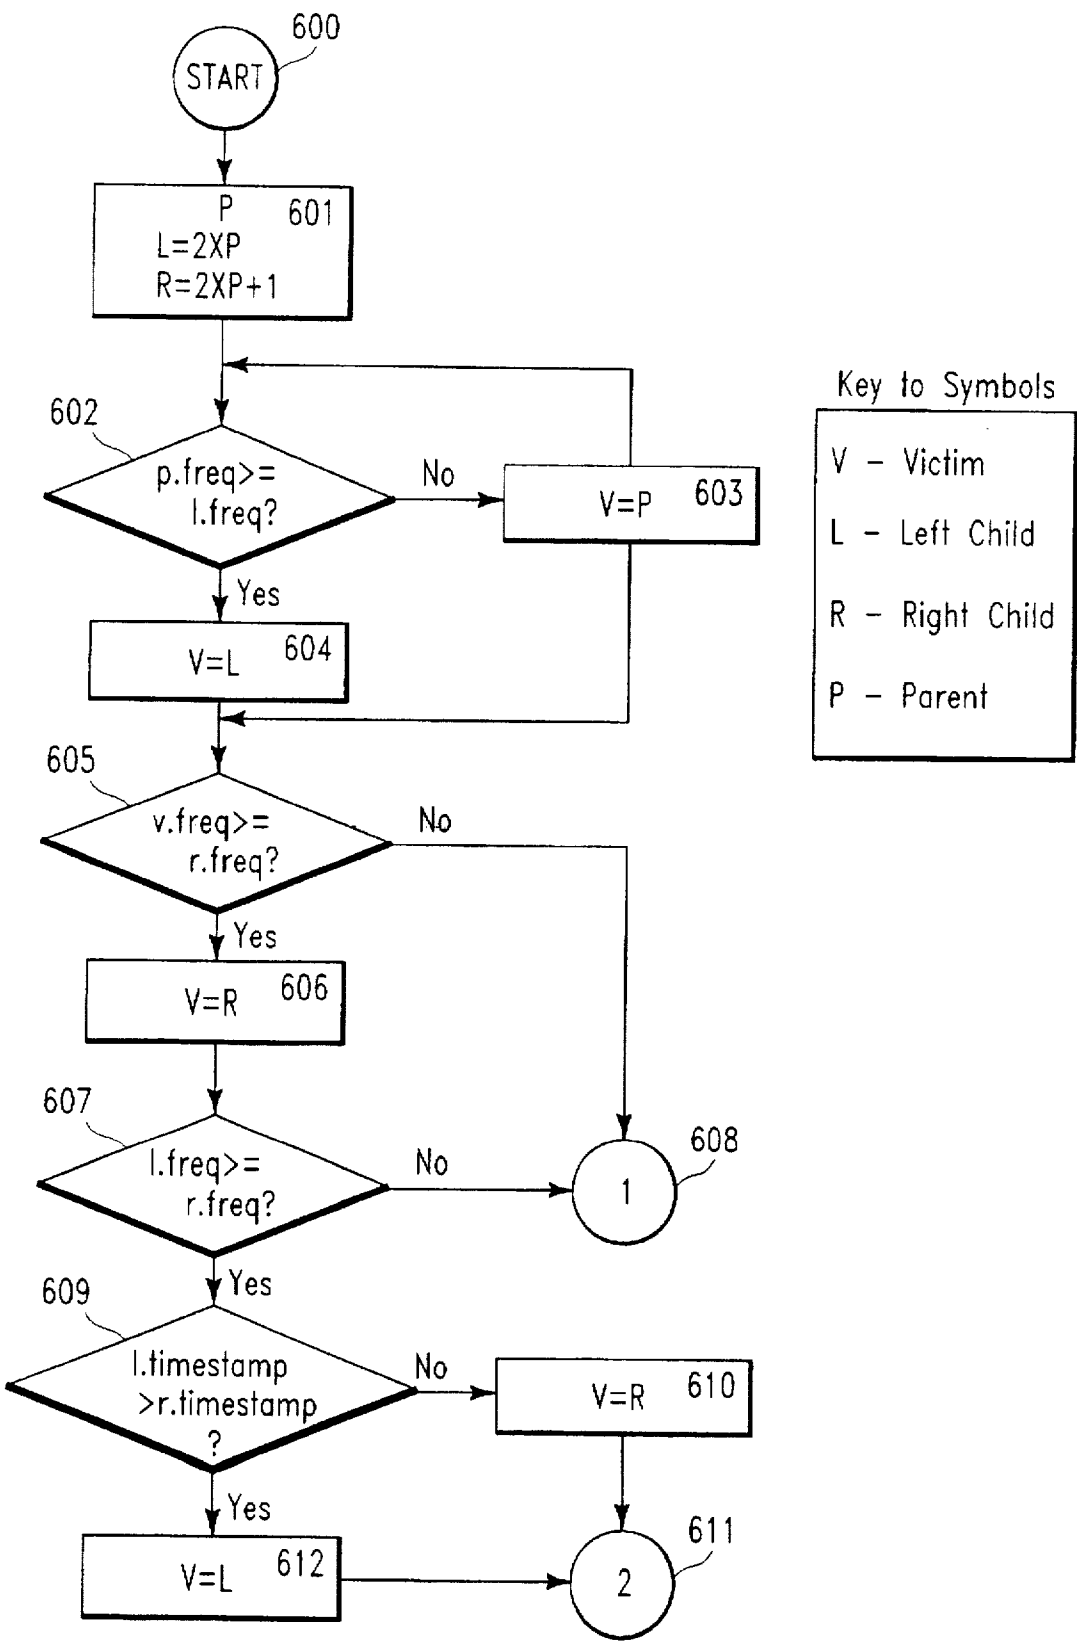 600
START
P 601
L=2XP
R=2XP+1
Key to Symbols
V – Victim
L – Left Child
R – Right Child
P – Parent
602
p.freq>=
l.freq?
No
V=P 603
Yes
V=L 604
605
v.freq>=
r.freq?
No
Yes
V=R 606
607
l.freq>=
r.freq?
No
608
1
Yes
609
l.timestamp
>r.timestamp
?
No
V=R 610
Yes
V=L 612
611
2